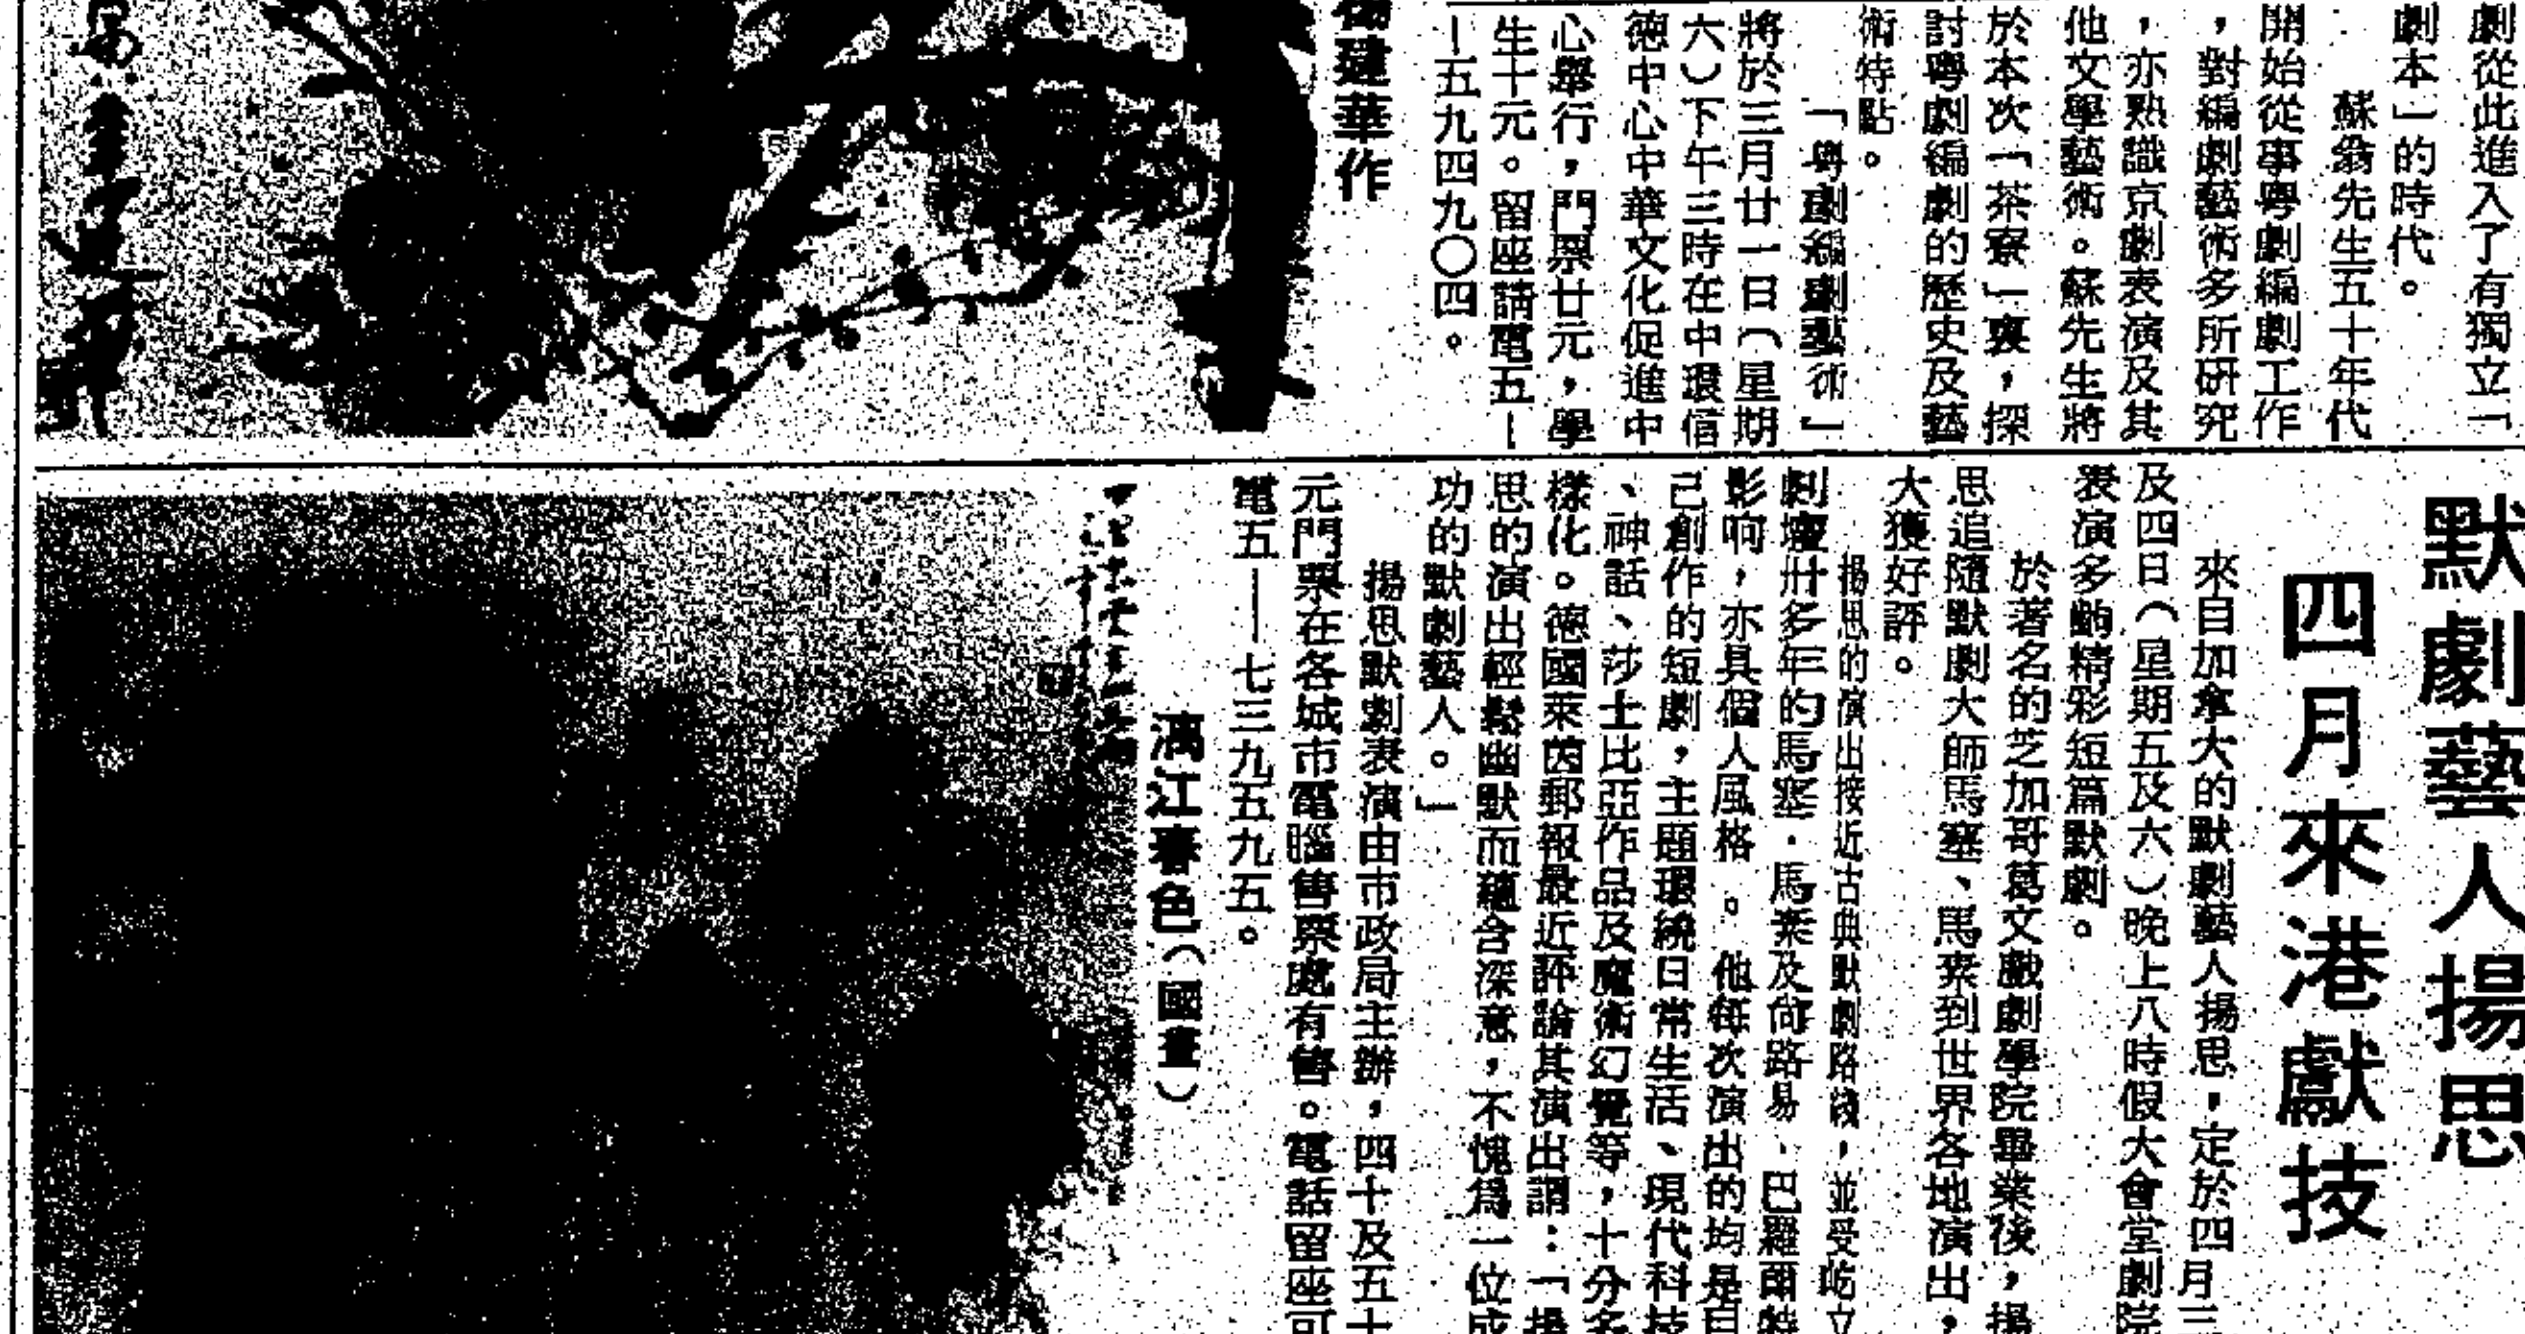 劇從此進入了有獨立「
劇本」的時代。
蘇翁先生五十年代
開始從事粵劇編劇工作
，對編劇藝術多所研究
，亦熟識京劇表演及其
他文學藝術。蘇先生將
於本次「茶寮」裏，探
討粵劇編劇的歷史及藝
術特點。
「粵劇編劇藝術」
將於三月廿一日（星期
六）下午三時在中環信
德中心中華文化促進中
心舉行，門票廿元，學
生十元。留座請電五—
—五九四九〇四。
建華作
默劇藝人揚思
四月來港獻技
來自加拿大的默劇藝人揚思，定於四月三
及四日（星期五及六）晚上八時假大會堂劇院
表演多齣精彩短篇默劇。
於著名的芝加哥葛文戲劇學院畢業後，揚
思追隨默劇大師馬塞、馬素到世界各地演出，
大獲好評。
揚思的演出接近古典默劇路綫，並受屹立
劇壇卅多年的馬塞．馬素及尚路易．巴羅爾雖
影响，亦具個人風格。他每次演出的均是自
己創作的短劇，主題環繞日常生活、現代科技
、神話、莎士比亞作品及魔術幻覺等，十分多
樣化。德國萊茵郵報最近評論其演出謂：「揚
思的演出輕鬆幽默而蘊含深意，不愧爲一位成
功的默劇藝人。」
揚思默劇表演由市政局主辦，四十及五十
元門票在各城市電腦售票處有售。電話留座可
電五—七三九五九五。
漓江春色（國畫）